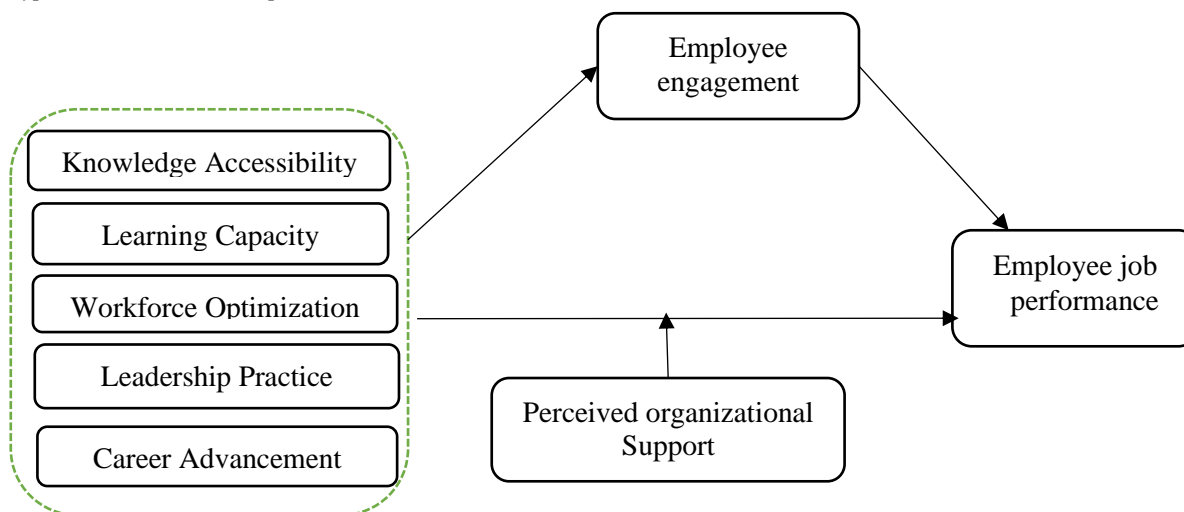 Employee
engagement
Knowledge Accessibility
Learning Capacity
Workforce Optimization
Leadership Practice
Career Advancement
Employee job
performance
Perceived organizational
Support